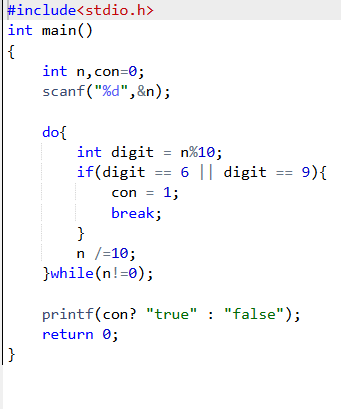 #include<stdio.h>
int main()
{
    int n,con=0;
    scanf("%d",&n);

    do{
        int digit = n%10;
        if(digit == 6 || digit == 9){
            con = 1;
            break;
        }
        n /=10;
    }while(n!=0);

    printf(con? "true" : "false");
    return 0;
}